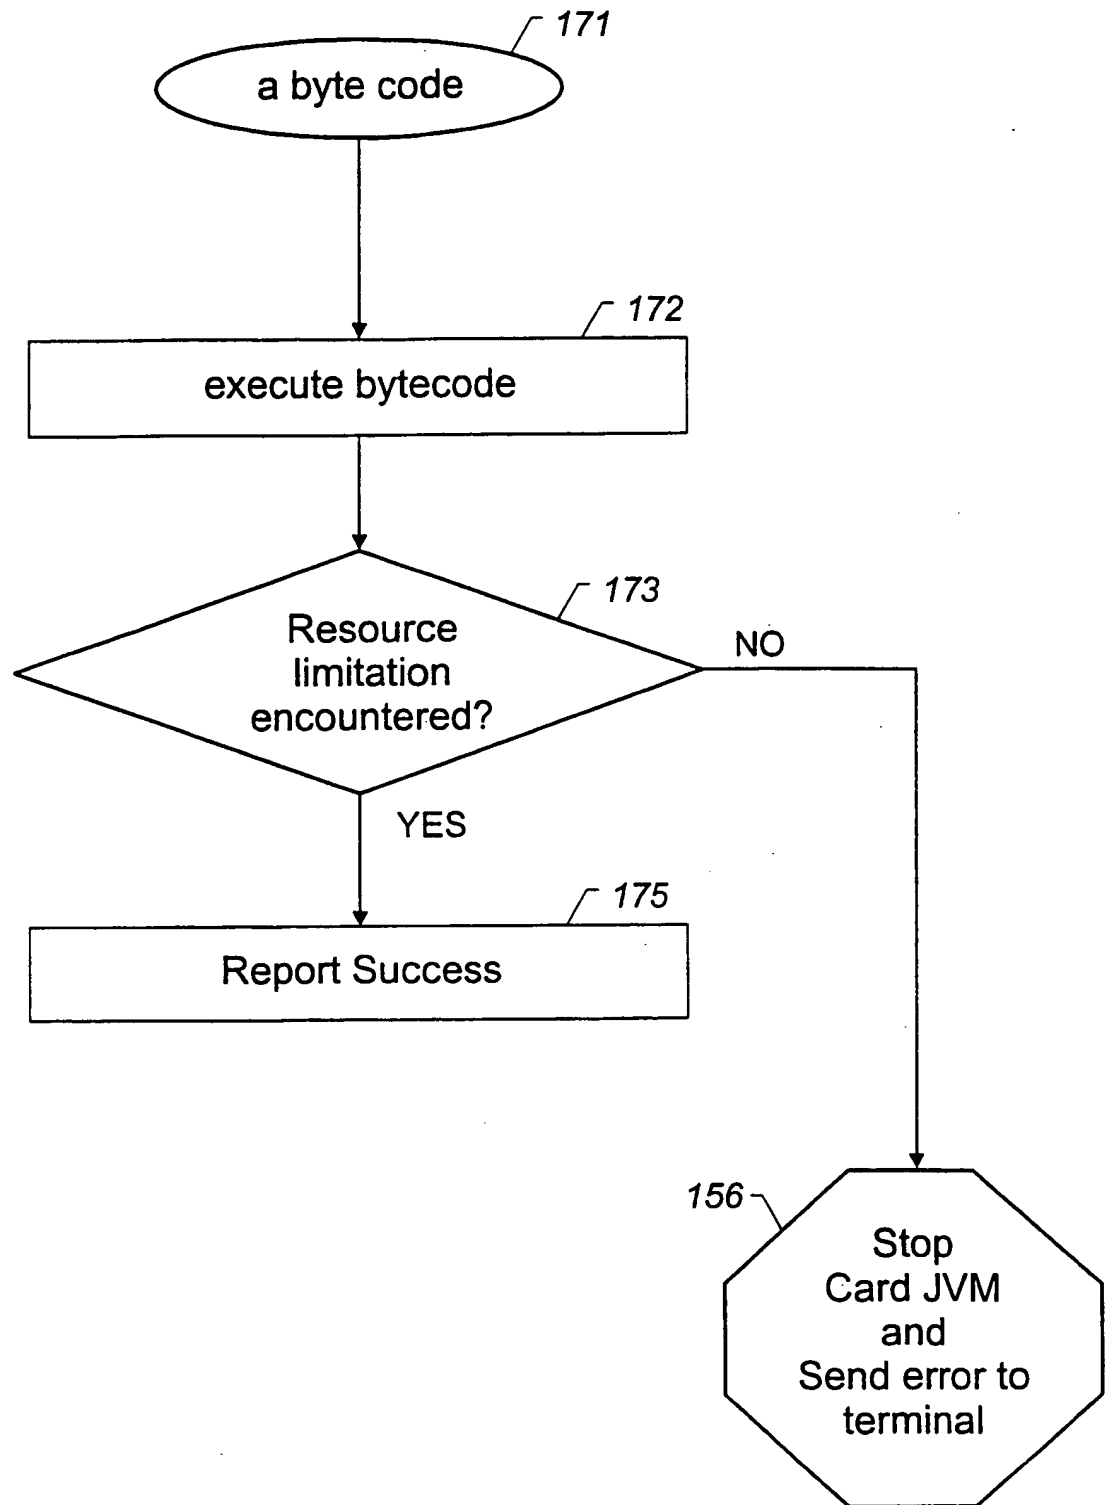 171
a byte code
172
execute bytecode
173
Resource
limitation
encountered?
NO
YES
175
Report Success
156
Stop
Card JVM
and
Send error to
terminal